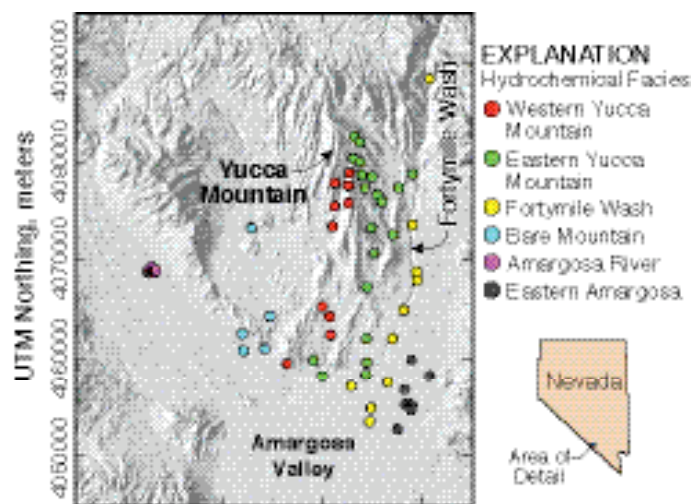 UTM Northing, meters
4090000
4080000
4070000
4060000
4050000
Yucca
Mountain
Fortymile Wash
Amargosa
Valley
EXPLANATION
Hydrochemical Facies
Western Yucca
Mountain
Eastern Yucca
Mountain
Fortymile Wash
Bare Mountain
Amargosa River
Eastern Amargosa
Nevada
Area of
Detail